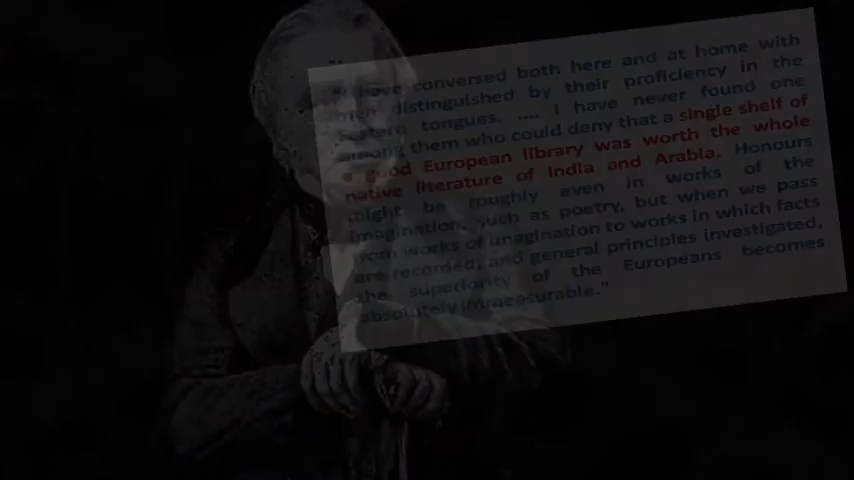 "I have conversed both here and at home with
men distinguished by their proficiency in the
Eastern tongues. .... I have never found one
among them who could deny that a single shelf of
a good European library was worth the whole
native literature of India and Arabia. Honours
might be roughly even in works of the
imagination, such as poetry, but when we pass
from works of imagination to works in which facts
are recorded, and general principles investigated,
the superiority of the Europeans becomes
absolutely immeasurable."